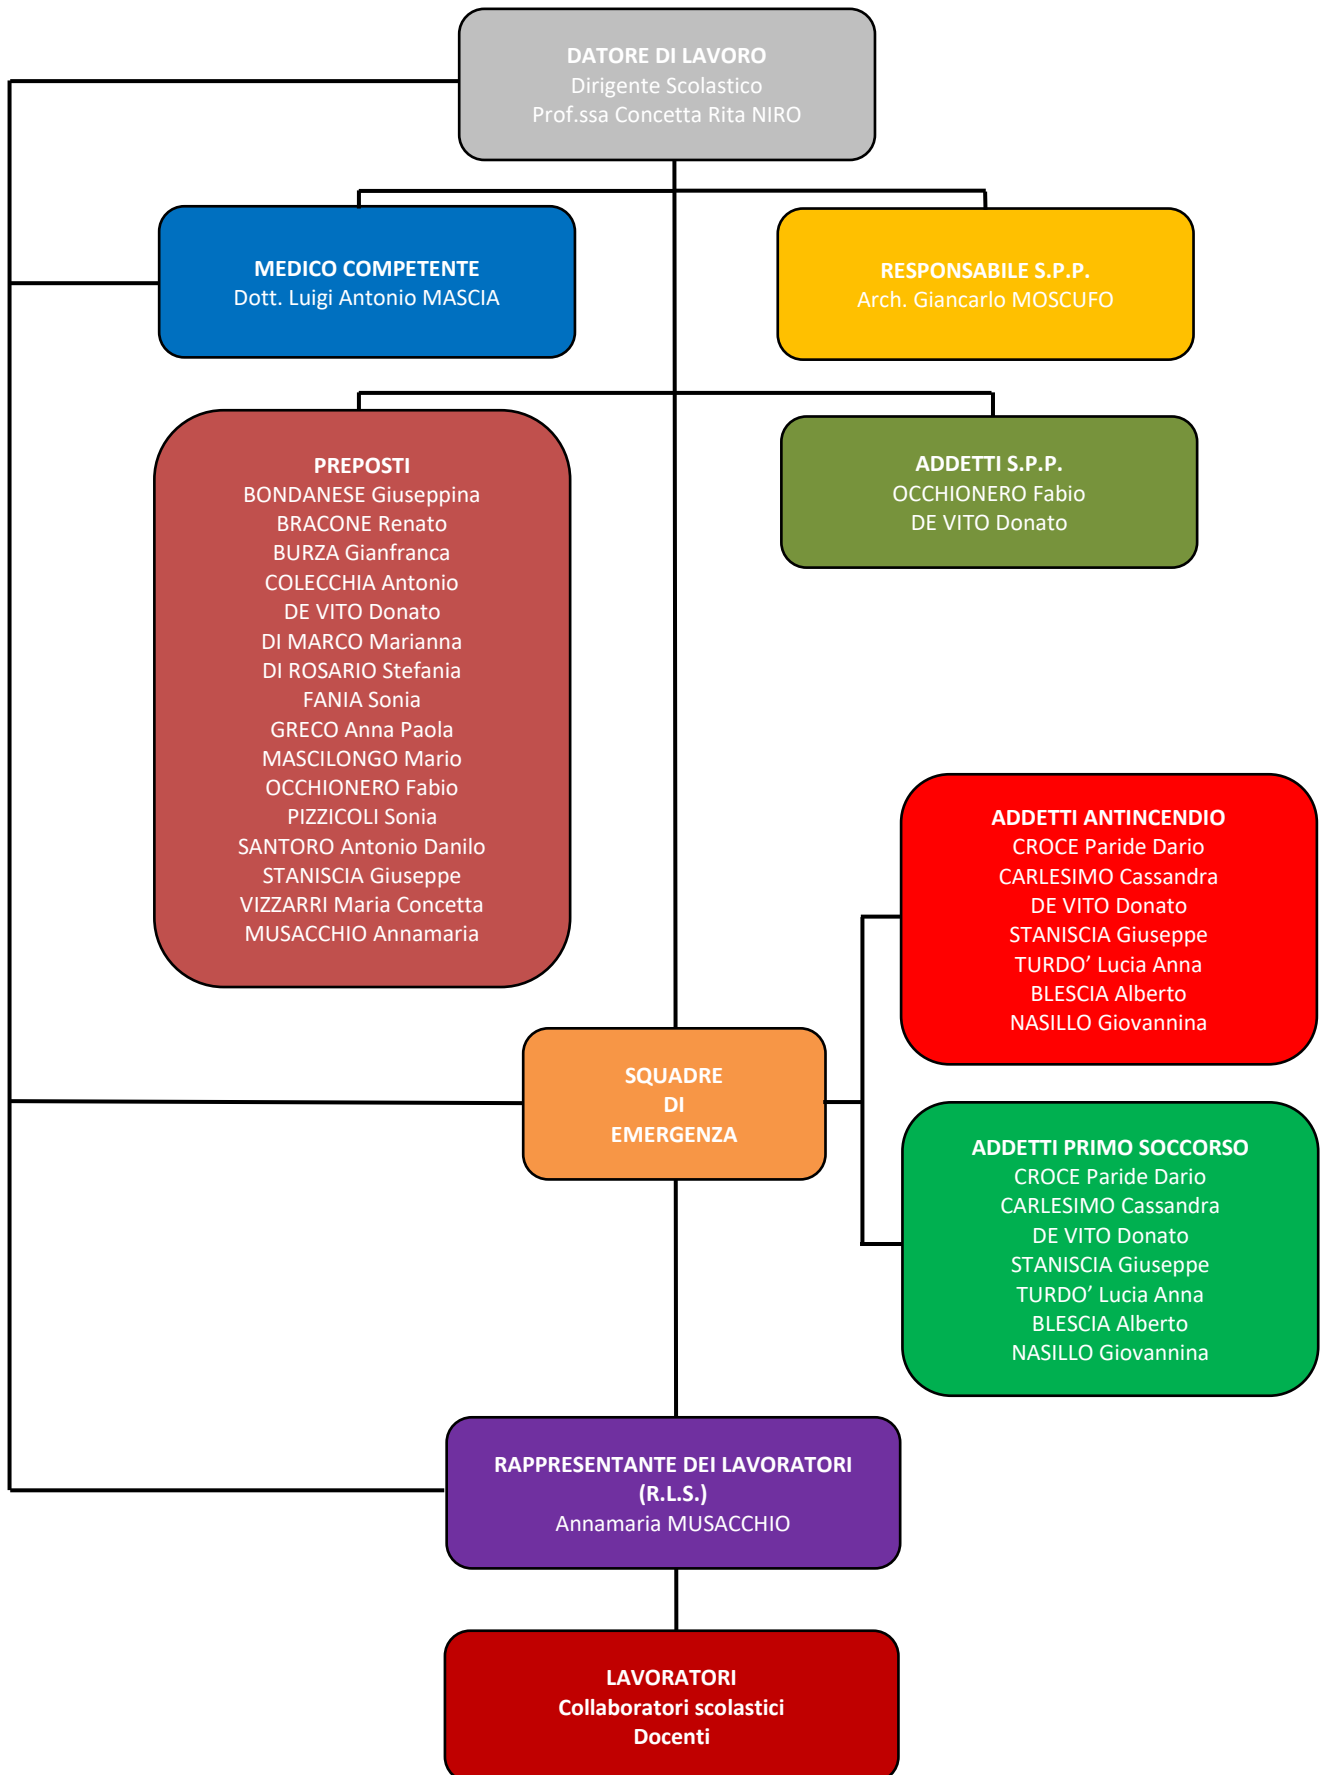 DATORE DI LAVORO
Dirigente Scolastico
Prof.ssa Concetta Rita NIRO
MEDICO COMPETENTE
Dott. Luigi Antonio MASCIA
RESPONSABILE S.P.P.
Arch. Giancarlo MOSCUFO
PREPOSTI
BONDANESE Giuseppina
BRACONE Renato
BURZA Gianfranca
COLECCHIA Antonio
DE VITO Donato
DI MARCO Marianna
DI ROSARIO Stefania
FANIA Sonia
GRECO Anna Paola
MASCILONGO Mario
OCCHIONERO Fabio
PIZZICOLI Sonia
SANTORO Antonio Danilo
STANISCIA Giuseppe
VIZZARRI Maria Concetta
MUSACCHIO Annamaria
ADDETTI S.P.P.
OCCHIONERO Fabio
DE VITO Donato
ADDETTI ANTINCENDIO
CROCE Paride Dario
CARLESIMO Cassandra
DE VITO Donato
STANISCIA Giuseppe
TURDO’ Lucia Anna
BLESCIA Alberto
NASILLO Giovannina
SQUADRE
DI
EMERGENZA
ADDETTI PRIMO SOCCORSO
CROCE Paride Dario
CARLESIMO Cassandra
DE VITO Donato
STANISCIA Giuseppe
TURDO’ Lucia Anna
BLESCIA Alberto
NASILLO Giovannina
RAPPRESENTANTE DEI LAVORATORI
(R.L.S.)
Annamaria MUSACCHIO
LAVORATORI
Collaboratori scolastici
Docenti